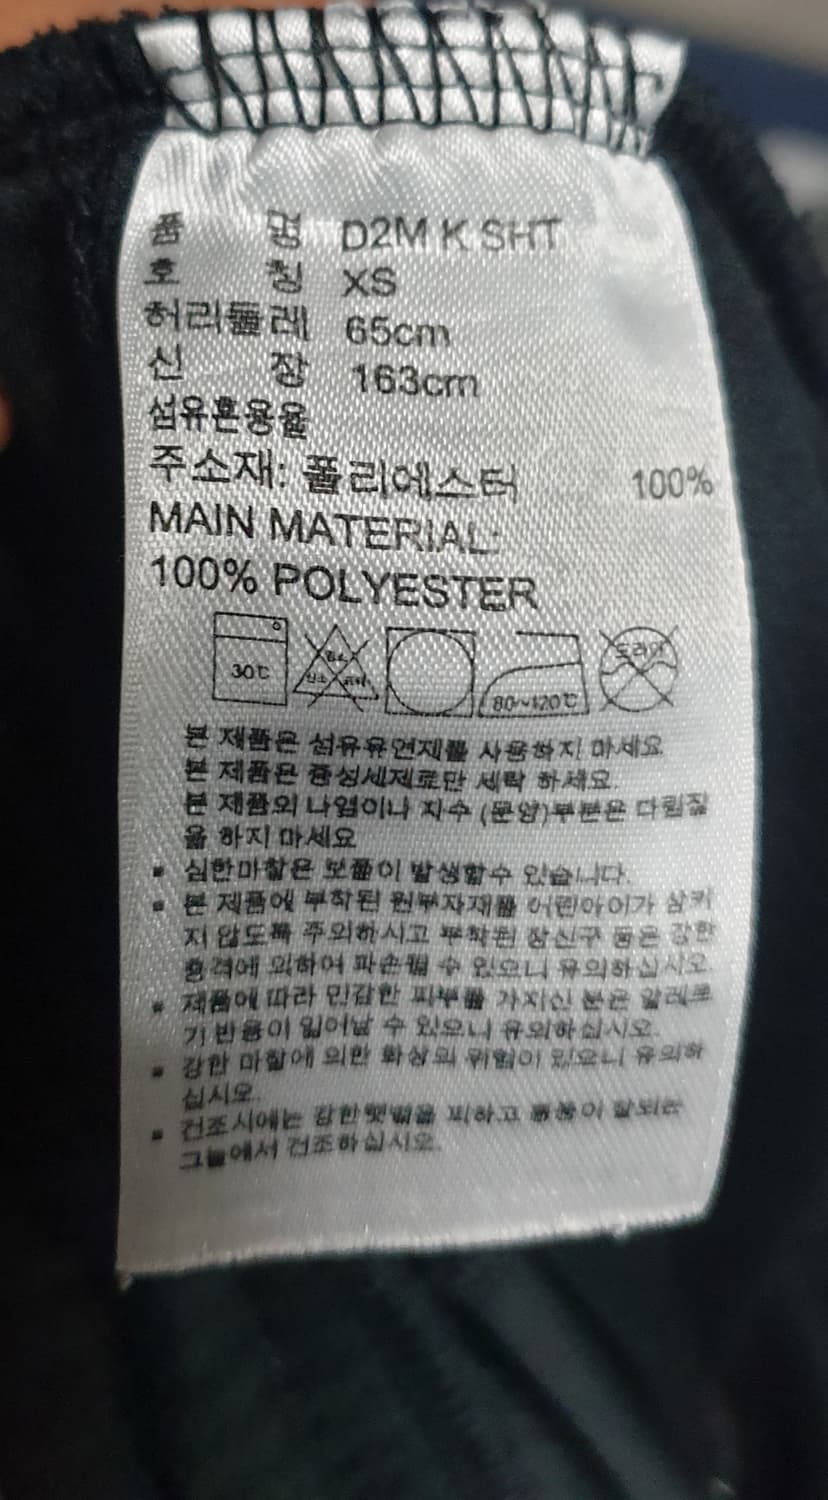 품 명 D2M K SHT
호 칭 XS
허리둘레 65cm
신 장 163cm
섬유혼용율
주소재: 폴리에스터 100%
MAIN MATERIAL:
100% POLYESTER
30℃ 염소 산소 표백 80~120℃ 드라이
본 제품은 섬유유연제를 사용하지 마세요
본 제품은 중성세제로만 세탁 하세요.
본 제품의 나염이나 자수 (문양)부분은 다림질
을 하지 마세요
▪ 심한마찰은 보풀이 발생할수 있습니다.
▪ 본 제품에 부착된 원부자재를 어린아이가 삼키
지 않도록 주의하시고 부착된 장신구 등은 강한
충격에 의하여 파손될 수 있으니 유의하십시오
▪ 제품에 따라 민감한 피부를 가지신 분은 알레르
기 반응이 일어날 수 있으니 유의하십시오.
▪ 강한 마찰에 의한 화상의 위험이 있으니 유의하
십시오.
▪ 건조시에는 강한햇볕을 피하고 통풍이 잘되는
그늘에서 건조하십시오.